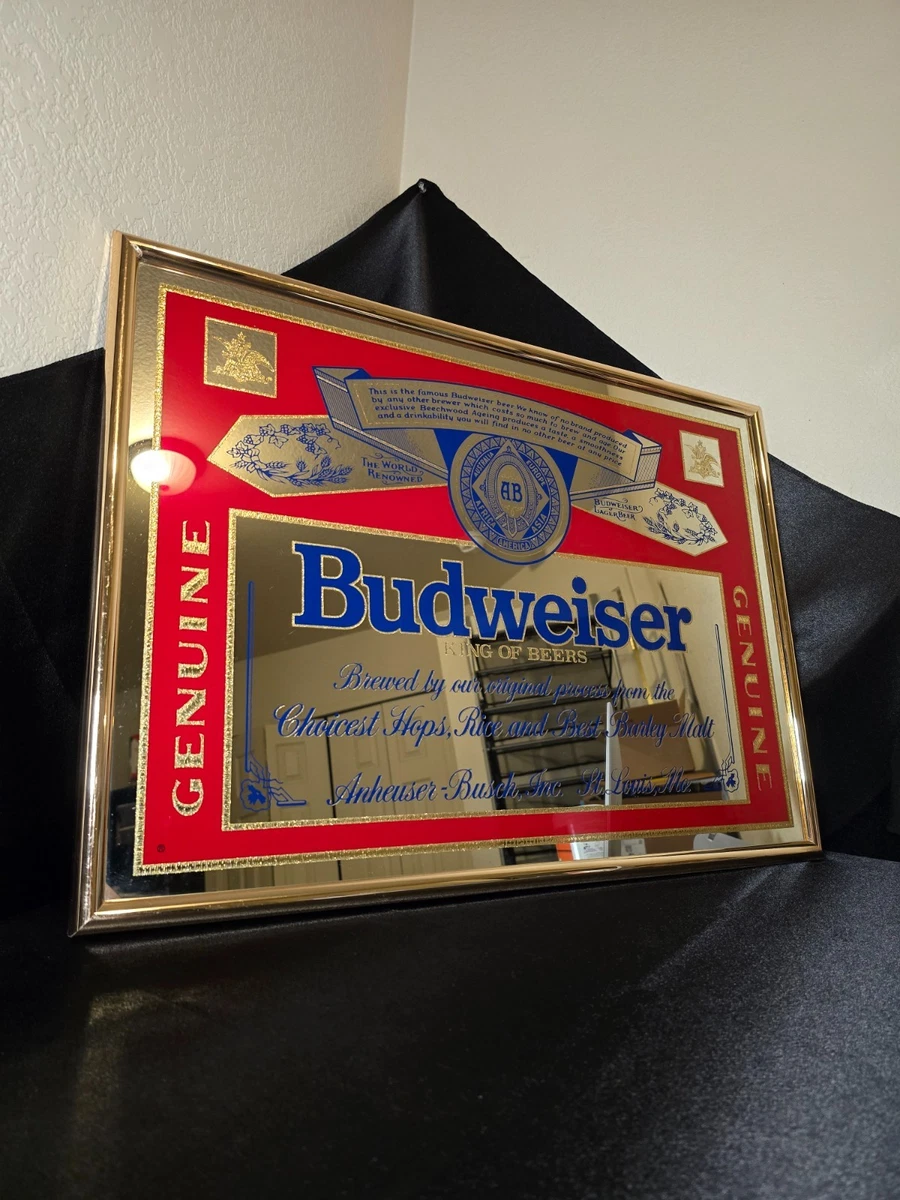 This is the famous Budweiser beer. We know of no brand produced
by any other brewer which costs so much to brew and age. Our
exclusive Beechwood Ageing produces a taste, a smoothness
and a drinkability you will find in no other beer at any price.
THE WORLD
RENOWNED
AB
AMERICA
ASIA
AFRICA
BUDWEISER
LAGER BEER
GENUINE
Budweiser
KING OF BEERS
Brewed by our original process from the
Choicest Hops, Rice and Best Barley Malt
Anheuser-Busch, Inc. St. Louis, Mo.
GENUINE
®